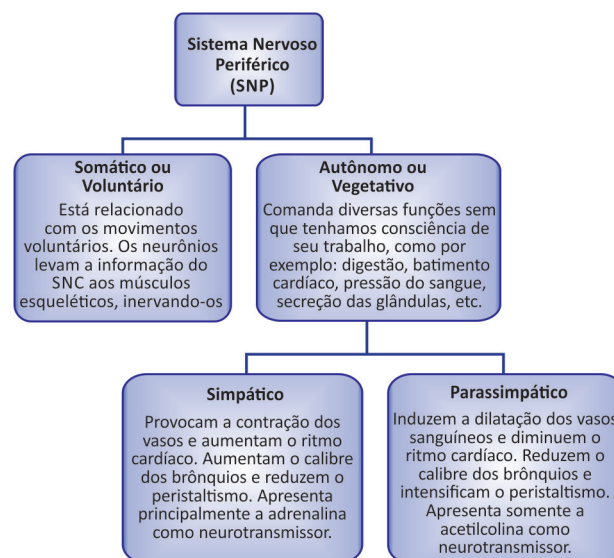 Sistema Nervoso
Periférico
(SNP)
Somático ou
Voluntário
Está relacionado
com os movimentos
voluntários. Os neurônios
levam a informação do
SNC aos músculos
esqueléticos, inervando-os
Autônomo ou
Vegetativo
Comanda diversas funções sem
que tenhamos consciência de
seu trabalho, como por
exemplo: digestão, batimento
cardíaco, pressão do sangue,
secreção das glândulas, etc.
Simpático
Provocam a contração dos
vasos e aumentam o ritmo
cardíaco. Aumentam o calibre
dos brônquios e reduzem o
peristaltismo. Apresenta
principalmente a adrenalina
como neurotransmissor.
Parassimpático
Induzem a dilatação dos vasos
sanguíneos e diminuem o
ritmo cardíaco. Reduzem o
calibre dos brônquios e
intensificam o peristaltismo.
Apresenta somente a
acetilcolina como
neurotransmissor.